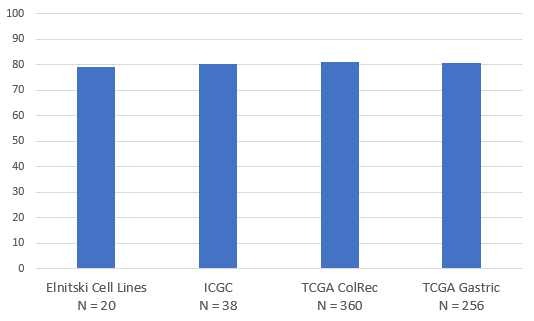 100
90
80
70
60
50
40
30
20
10
0
Elnitski Cell Lines
N = 20
ICGC
N = 38
TCGA ColRec
N = 360
TCGA Gastric
N = 256